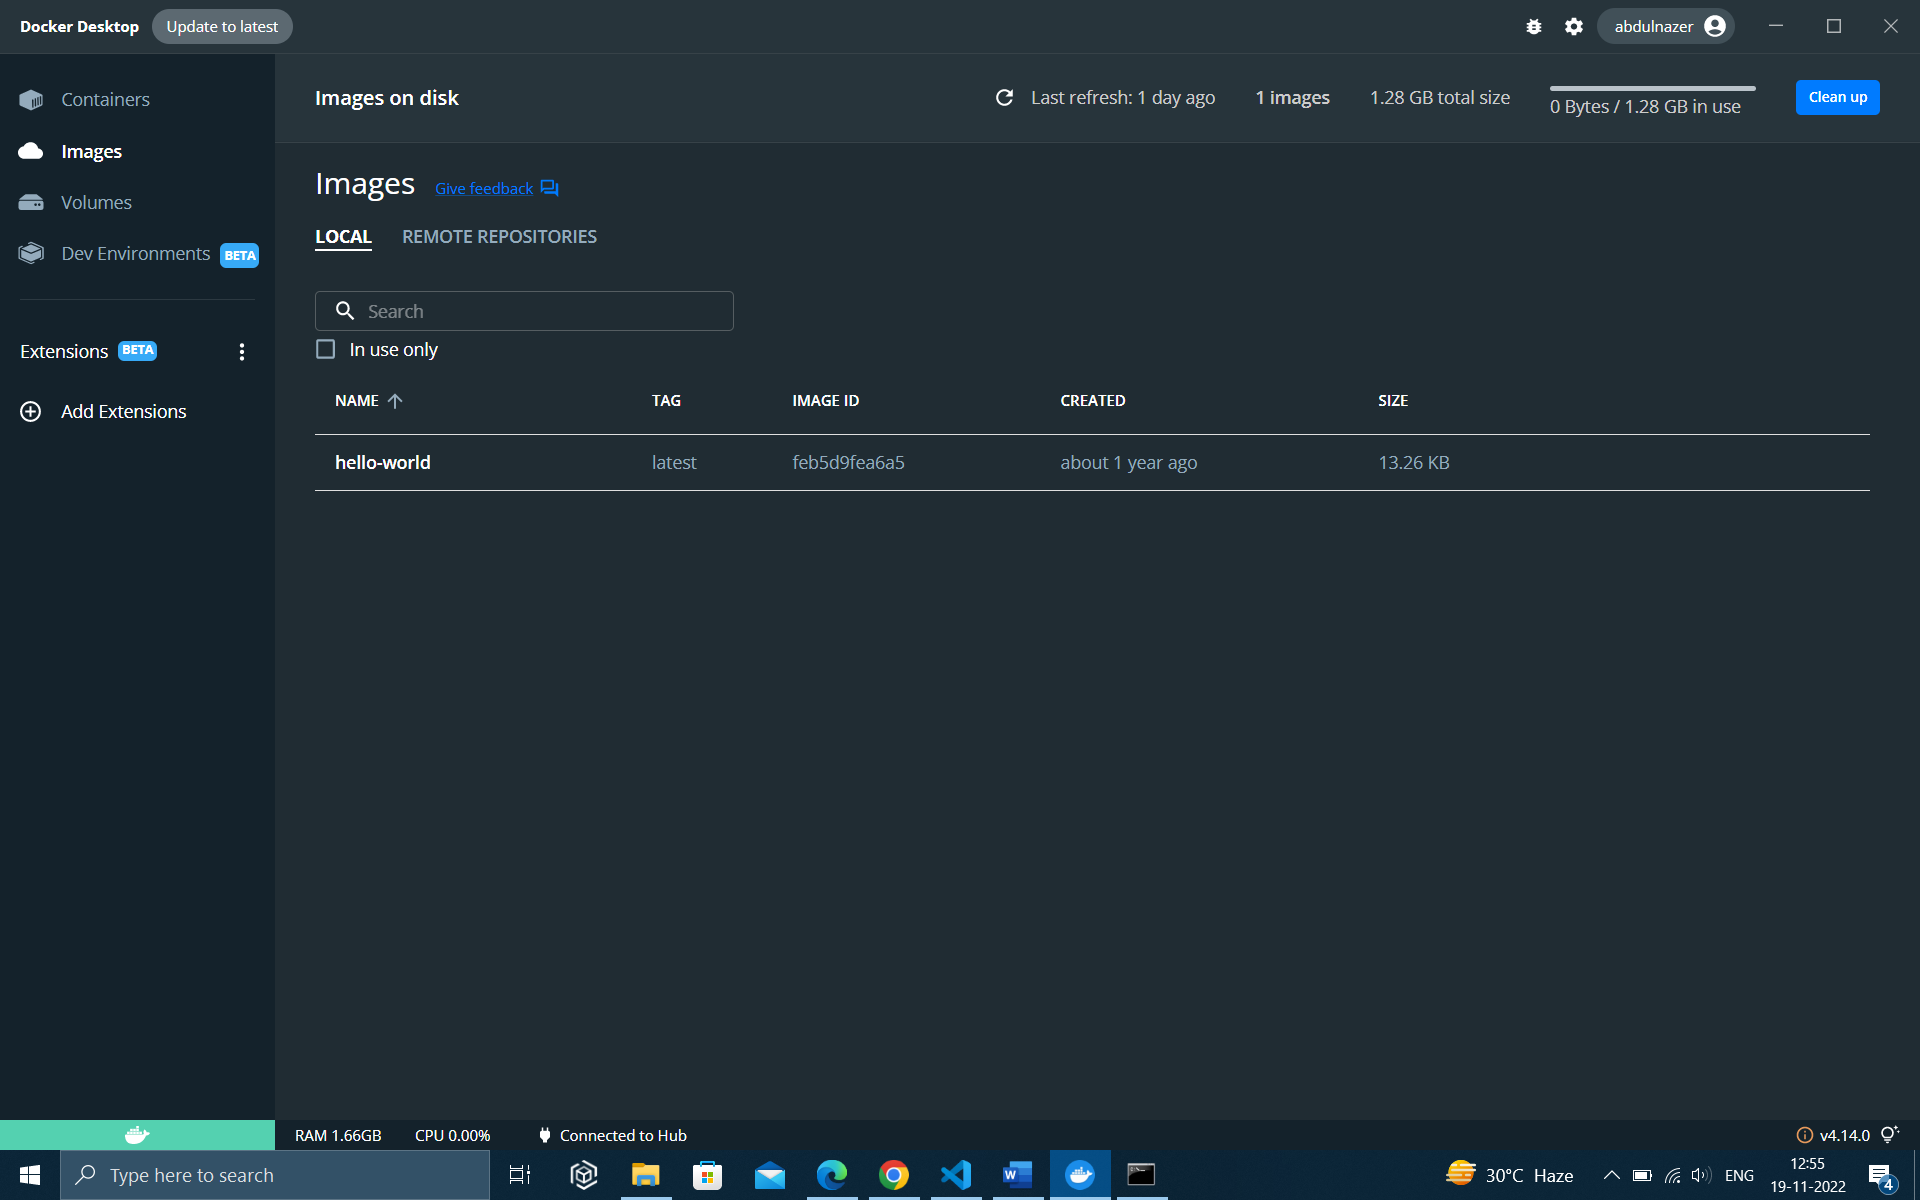 Docker Desktop Update to latest abdulnazer
Containers
Images
Volumes
Dev Environments BETA
Extensions BETA
Add Extensions
Images on disk Last refresh: 1 day ago 1 images 1.28 GB total size 0 Bytes / 1.28 GB in use Clean up
Images Give feedback
LOCAL REMOTE REPOSITORIES
Search
In use only
NAME TAG IMAGE ID CREATED SIZE
hello-world latest feb5d9fea6a5 about 1 year ago 13.26 KB
RAM 1.66GB CPU 0.00% Connected to Hub v4.14.0
Type here to search W 30°C Haze ENG 12:55
19-11-2022 4